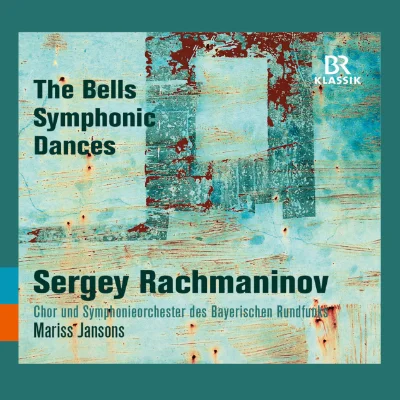 BR
KLASSIK
The Bells
Symphonic
Dances
Sergey Rachmaninov
Chor und Symphonieorchester des Bayerischen Rundfunks
Mariss Jansons